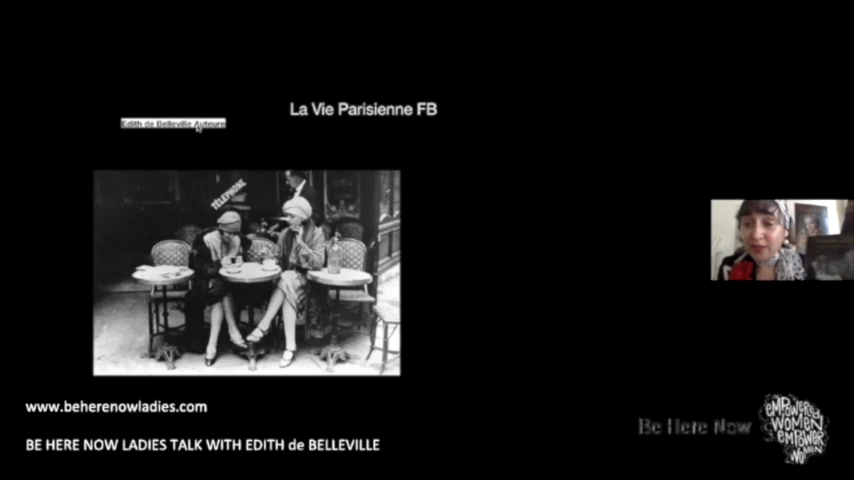 La Vie Parisienne FB
Edith de Belleville Auteure
TÉLÉPHONE
www.beherenowladies.com
BE HERE NOW LADIES TALK WITH EDITH de BELLEVILLE
Be Here Now
EMPOWERED
WOMEN
EMPOWER
WOMEN